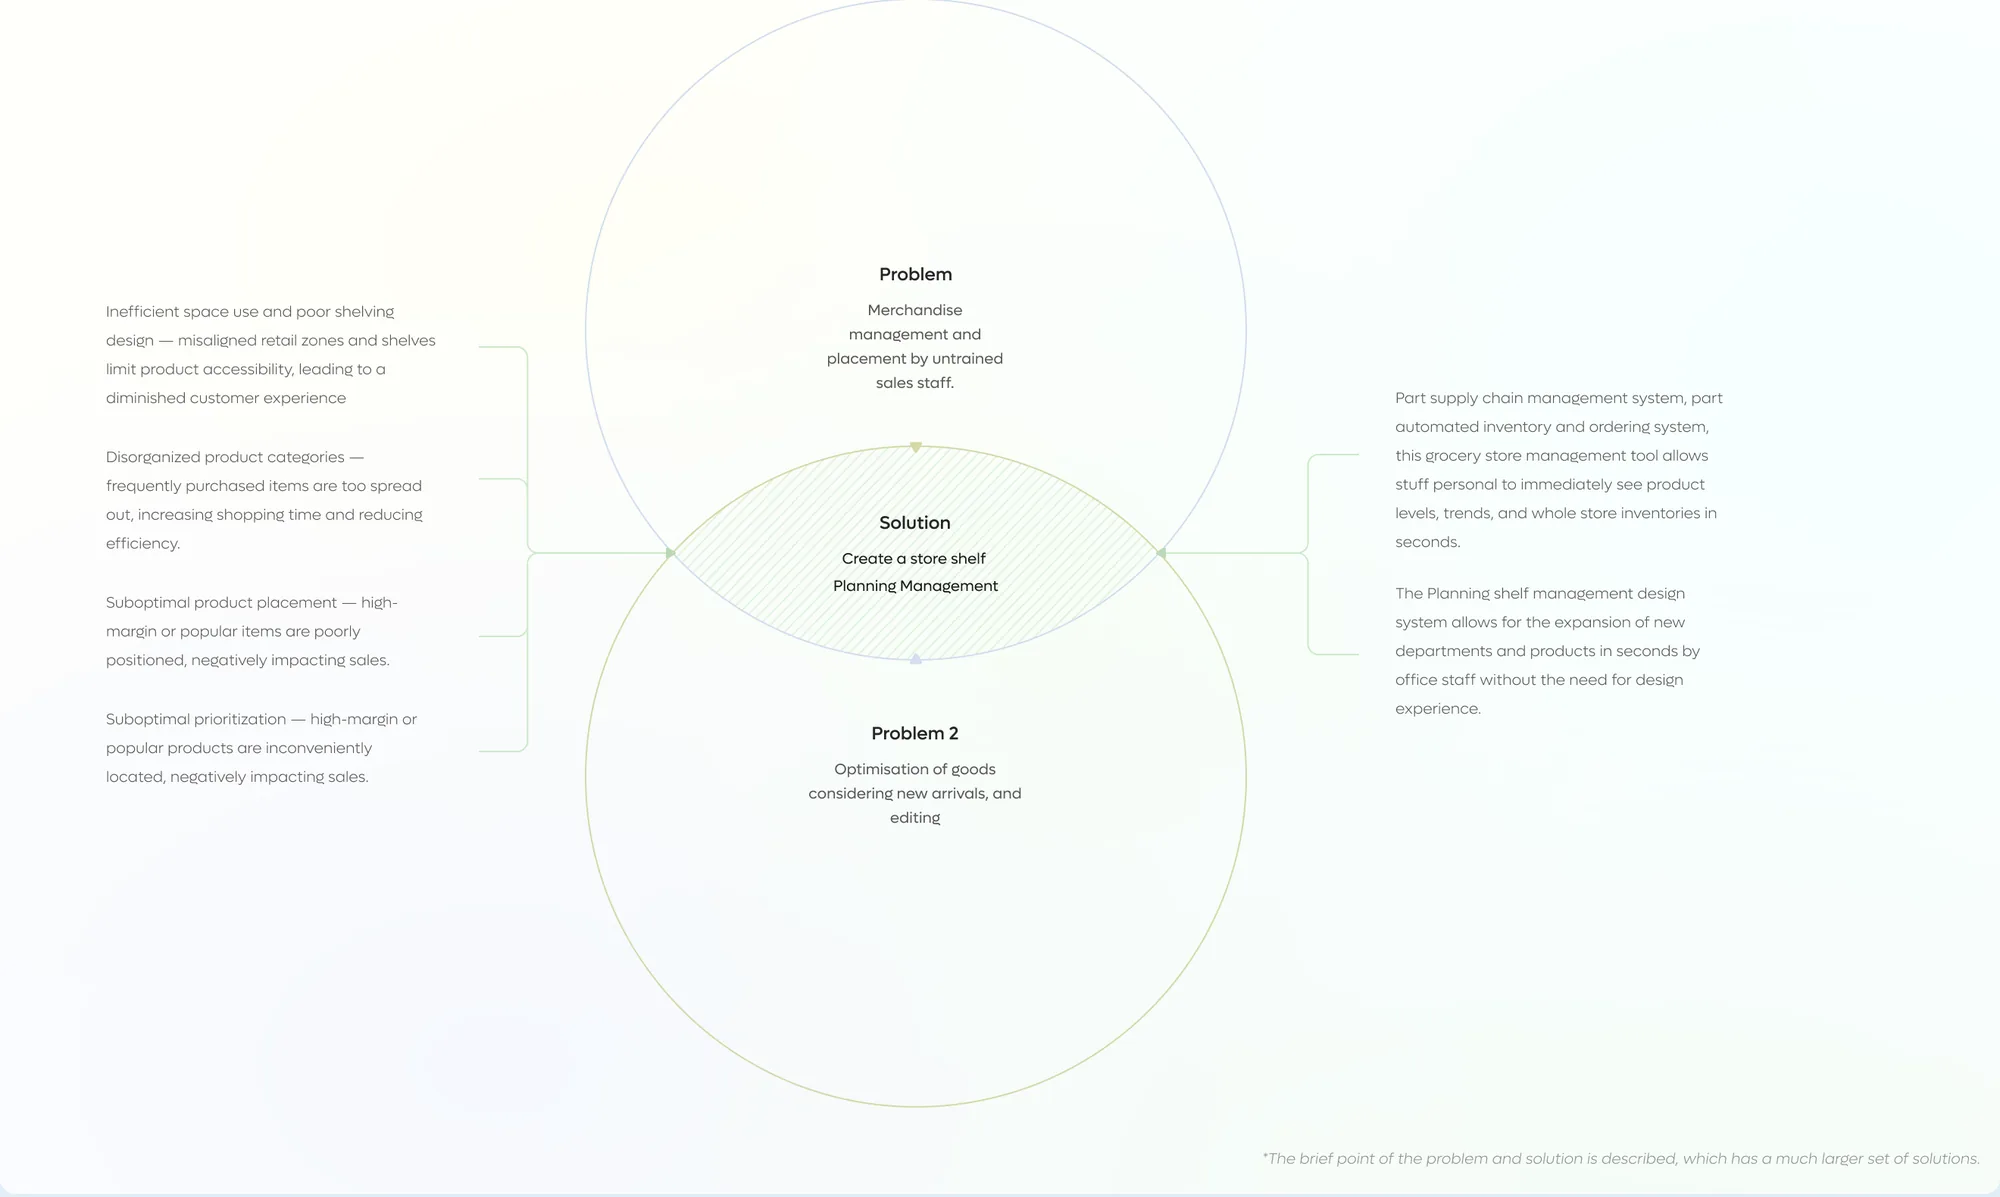 Inefficient space use and poor shelving
design — misaligned retail zones and shelves
limit product accessibility, leading to a
diminished customer experience
Disorganized product categories —
frequently purchased items are too spread
out, increasing shopping time and reducing
efficiency.
Suboptimal product placement — high-
margin or popular items are poorly
positioned, negatively impacting sales.
Suboptimal prioritization — high-margin or
popular products are inconveniently
located, negatively impacting sales.
Problem
Merchandise
management and
placement by untrained
sales staff.
Solution
Create a store shelf
Planning Management
Problem 2
Optimisation of goods
considering new arrivals, and
editing
Part supply chain management system, part
automated inventory and ordering system,
this grocery store management tool allows
stuff personal to immediately see product
levels, trends, and whole store inventories in
seconds.
The Planning shelf management design
system allows for the expansion of new
departments and products in seconds by
office staff without the need for design
experience.
*The brief point of the problem and solution is described, which has a much larger set of solutions.